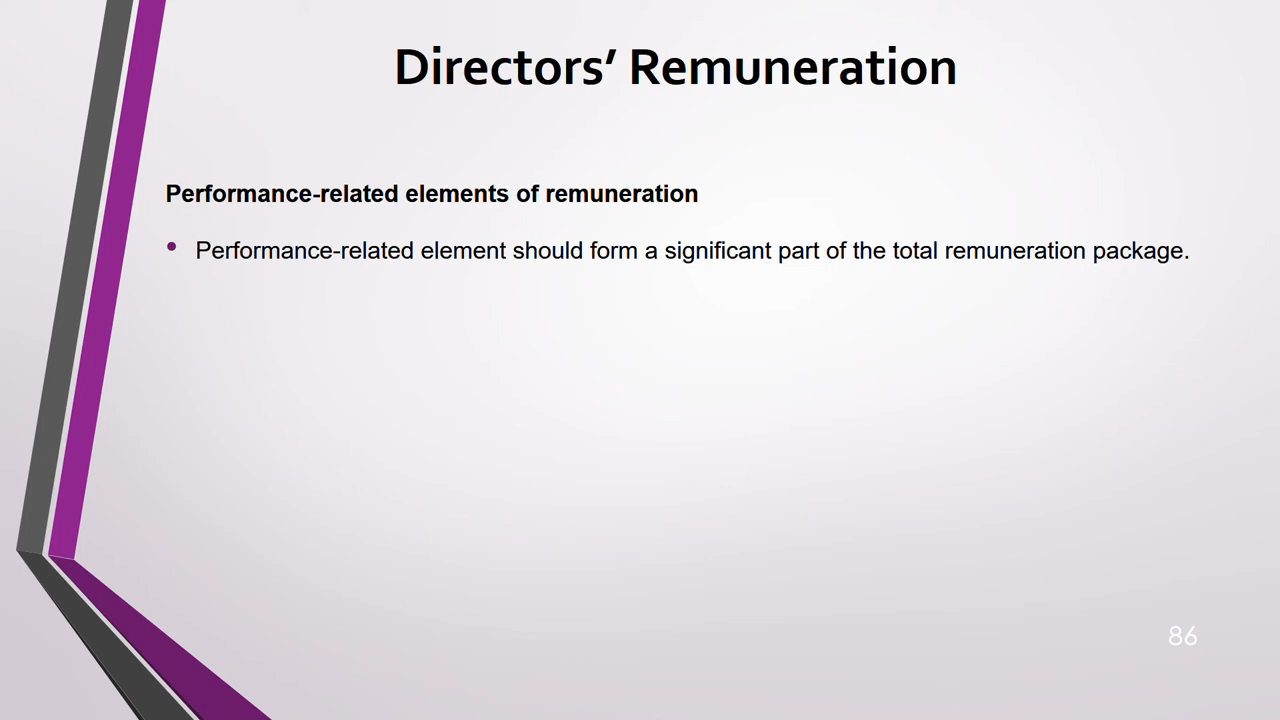 Directors’ Remuneration
Performance-related elements of remuneration
• Performance-related element should form a significant part of the total remuneration package.
86